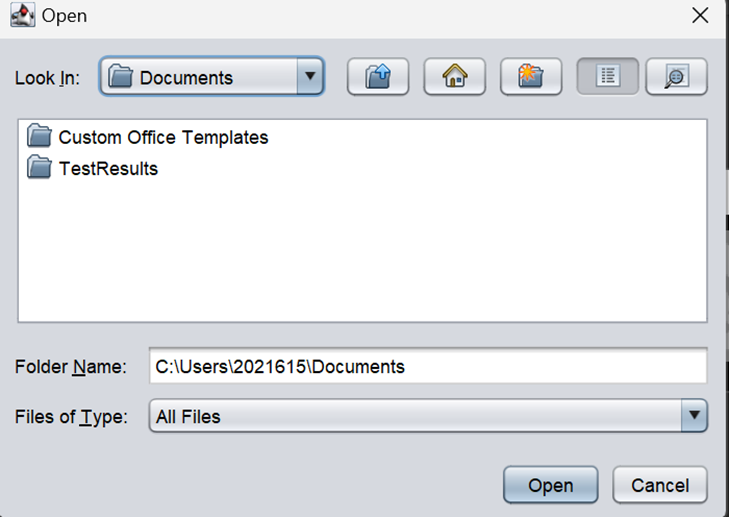 Open
Look In: Documents
Custom Office Templates
TestResults
Folder Name: C:\Users\2021615\Documents
Files of Type: All Files
Open Cancel